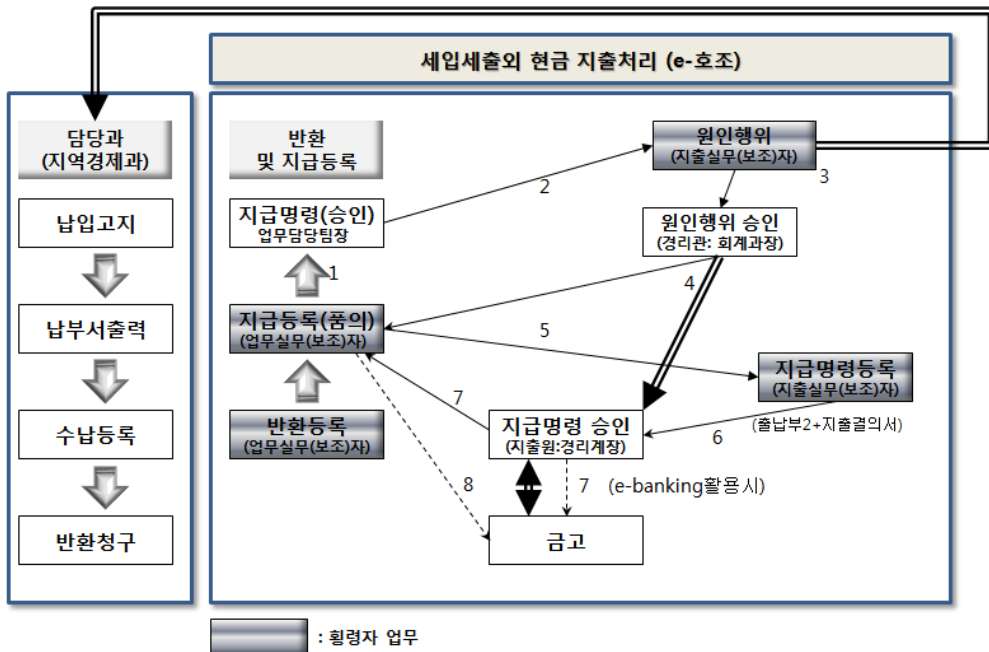 세입세출외 현금 지출처리 (e-호조)
담당과
(지역경제과)
납입고지
납부서출력
수납등록
반환청구
반환
및 지급등록
지급명령(승인)
업무담당팀장
1
지급등록(품의)
(업무실무(보조)자)
반환등록
(업무실무(보조)자)
2
원인행위
(지출실무(보조)자)
3
원인행위 승인
(경리관: 회계과장)
4
5
지급명령등록
(지출실무(보조)자)
(출납부2+지출결의서)
6
7
지급명령 승인
(지출원:경리계장)
8
7
(e-banking활용시)
금고
: 횡령자 업무